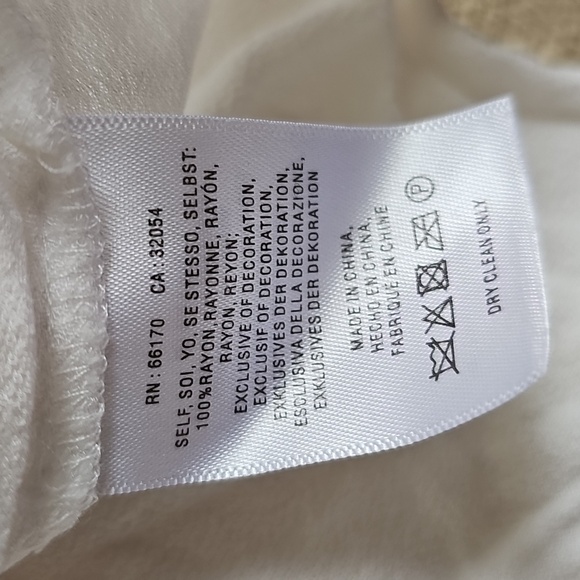 RN: 66170 CA: 32054
SELF, SOI, YO, SE STESSO, SELBST:
100%RAYON,RAYONNE, RAYÓN,
RAYON, REYON;
EXCLUSIVE OF DECORATION,
EXCLUSIF OF DECORATION,
EXKLUSIVES DER DEKORATION,
ESCLUSIVA DELLA DECORAZIONE,
EXKLUSIVES DER DEKORATION
MADE IN CHINA,
HECHO EN CHINA,
FABRIQUE EN CHINE
P
DRY CLEAN ONLY